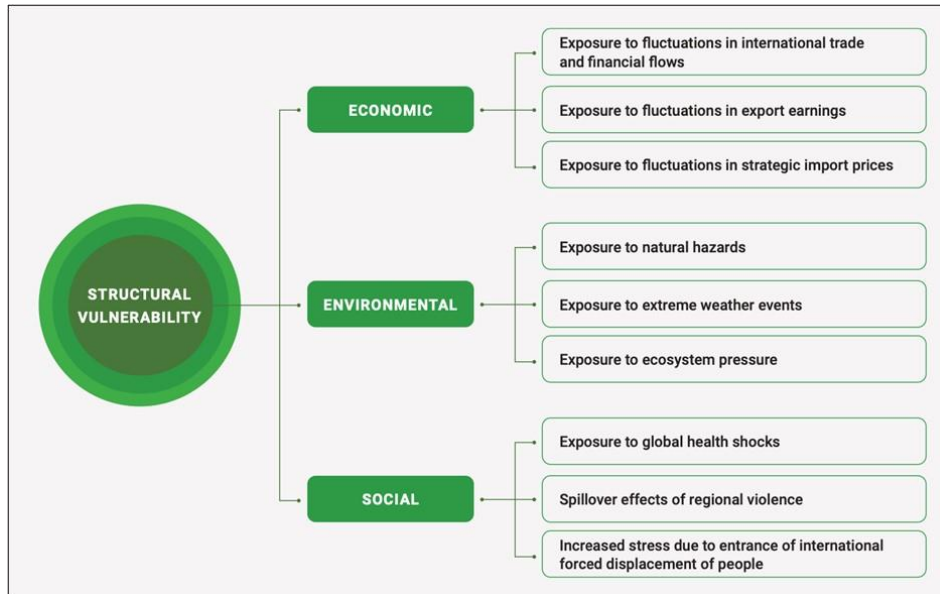 STRUCTURAL
VULNERABILITY
ECONOMIC
Exposure to fluctuations in international trade
and financial flows
Exposure to fluctuations in export earnings
Exposure to fluctuations in strategic import prices
ENVIRONMENTAL
Exposure to natural hazards
Exposure to extreme weather events
Exposure to ecosystem pressure
SOCIAL
Exposure to global health shocks
Spillover effects of regional violence
Increased stress due to entrance of international
forced displacement of people